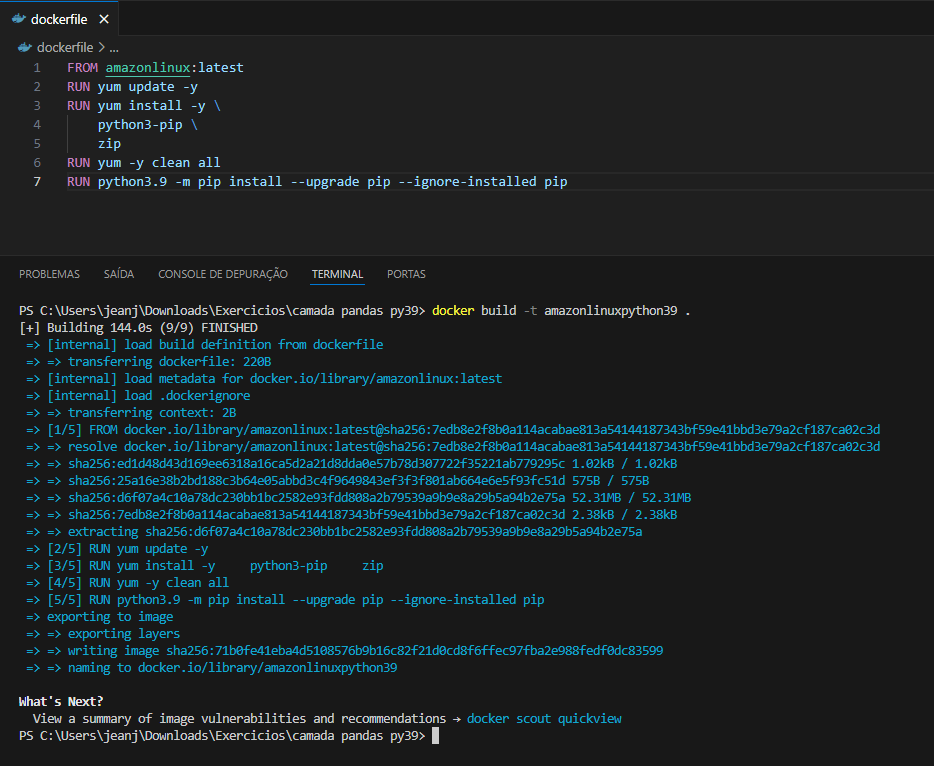 dockerfile ✕
dockerfile > ...
1 FROM amazonlinux:latest
2 RUN yum update -y
3 RUN yum install -y \
4 python3-pip \
5 zip
6 RUN yum -y clean all
7 RUN python3.9 -m pip install --upgrade pip --ignore-installed pip
PROBLEMAS SAÍDA CONSOLE DE DEPURAÇÃO TERMINAL PORTAS
PS C:\Users\jeanj\Downloads\Exercicios\camada pandas py39> docker build -t amazonlinuxpython39 .
[+] Building 144.0s (9/9) FINISHED
=> [internal] load build definition from dockerfile
=> => transferring dockerfile: 220B
=> [internal] load metadata for docker.io/library/amazonlinux:latest
=> [internal] load .dockerignore
=> => transferring context: 2B
=> [1/5] FROM docker.io/library/amazonlinux:latest@sha256:7edb8e2f8b0a114acabae813a54144187343bf59e41bbd3e79a2cf187ca02c3d
=> => resolve docker.io/library/amazonlinux:latest@sha256:7edb8e2f8b0a114acabae813a54144187343bf59e41bbd3e79a2cf187ca02c3d
=> => sha256:ed1d48d43d169ee6318a16ca5d2a21d8dda0e57b78d307722f35221ab779295c 1.02kB / 1.02kB
=> => sha256:25a16e38b2bd188c3b64e05abbd3c4f9649843ef3f3f801ab664e6e5f93fc51d 575B / 575B
=> => sha256:d6f07a4c10a78dc230bb1bc2582e93fdd808a2b79539a9b9e8a29b5a94b2e75a 52.31MB / 52.31MB
=> => sha256:7edb8e2f8b0a114acabae813a54144187343bf59e41bbd3e79a2cf187ca02c3d 2.38kB / 2.38kB
=> => extracting sha256:d6f07a4c10a78dc230bb1bc2582e93fdd808a2b79539a9b9e8a29b5a94b2e75a
=> [2/5] RUN yum update -y
=> [3/5] RUN yum install -y     python3-pip     zip
=> [4/5] RUN yum -y clean all
=> [5/5] RUN python3.9 -m pip install --upgrade pip --ignore-installed pip
=> exporting to image
=> => exporting layers
=> => writing image sha256:71b0fe41eba4d5108576b9b16c82f21d0cd8f6ffec97fba2e988fedf0dc83599
=> => naming to docker.io/library/amazonlinuxpython39
What's Next?
View a summary of image vulnerabilities and recommendations → docker scout quickview
PS C:\Users\jeanj\Downloads\Exercicios\camada pandas py39>